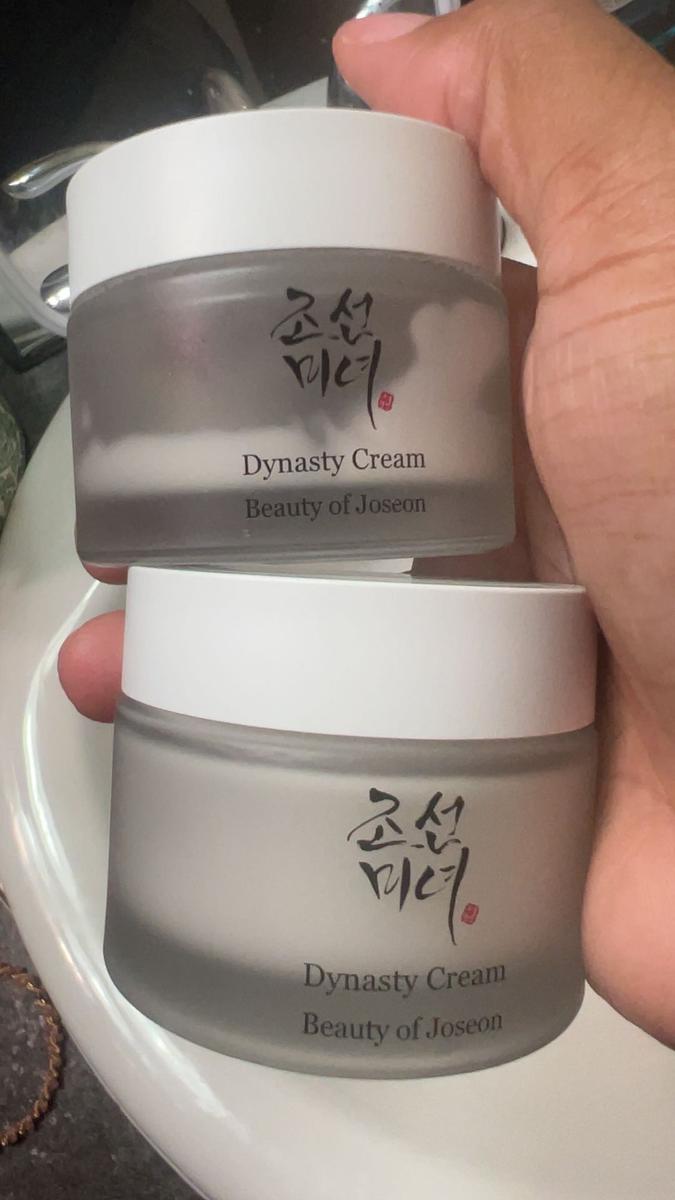 조선
미녀
Dynasty Cream
Beauty of Joseon
조선
미녀
Dynasty Cream
Beauty of Joseon